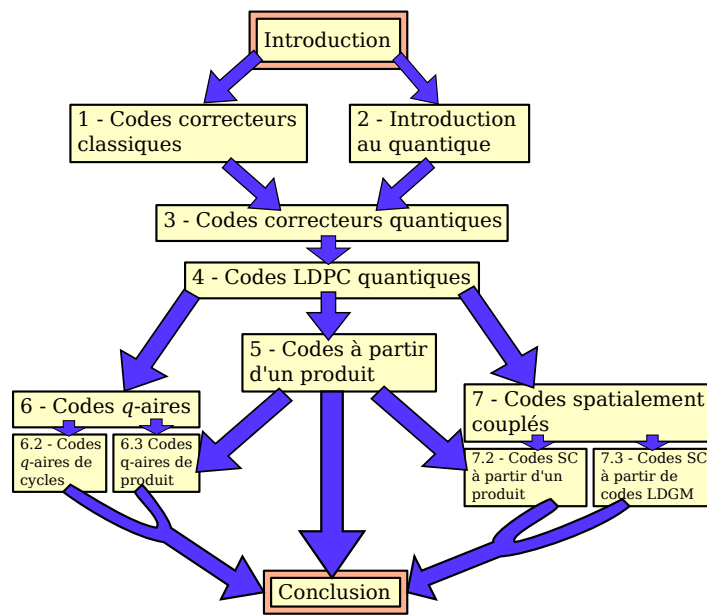 Introduction
1 - Codes correcteurs
classiques
2 - Introduction
au quantique
3 - Codes correcteurs quantiques
4 - Codes LDPC quantiques
5 - Codes à partir
d'un produit
6 - Codes q-aires
7 - Codes spatialement
couplés
6.2 - Codes
q-aires de
cycles
6.3 Codes
q-aires de
produit
7.2 - Codes SC
à partir d'un
produit
7.3 - Codes SC
à partir de
codes LDGM
Conclusion